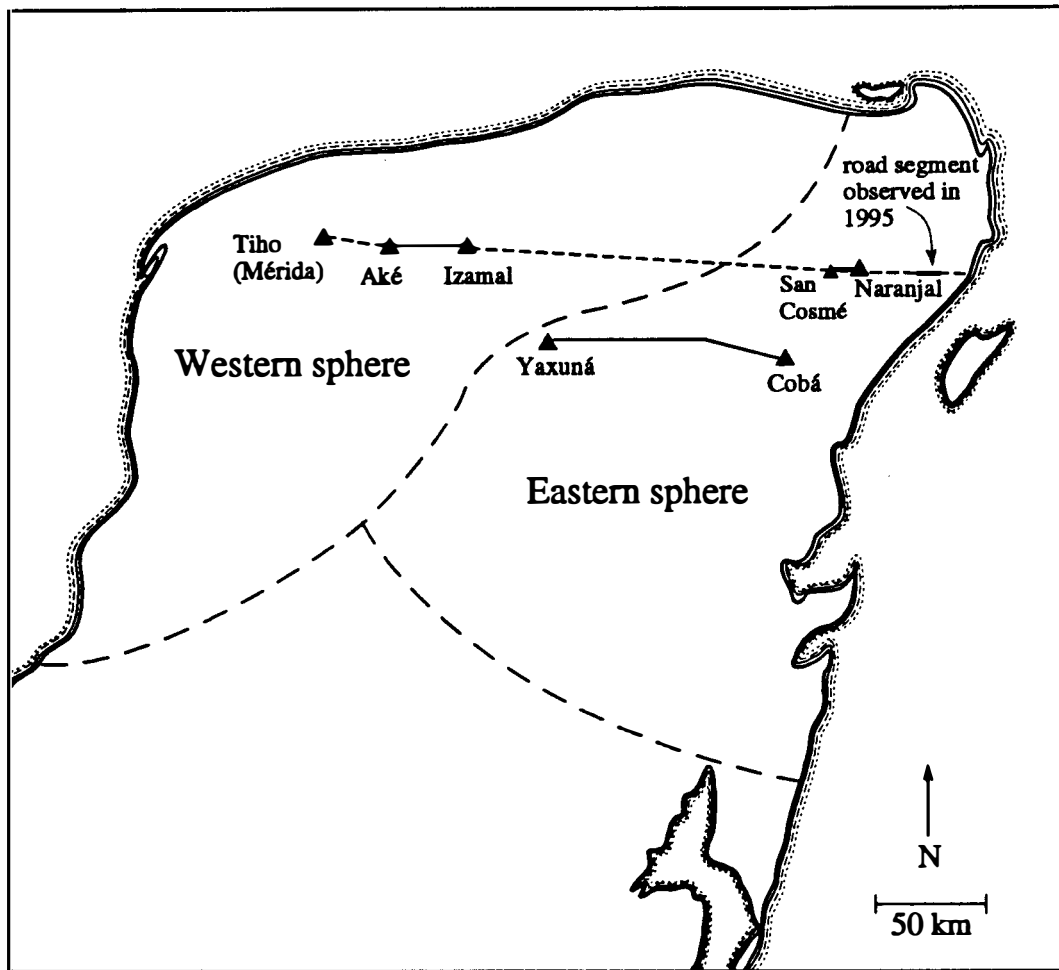 road segment
observed in
1995
Tiho
(Mérida)
Aké
Izamal
San
Cosmé
Naranjal
Western sphere
Yaxuná
Cobá
Eastern sphere
N
50 km